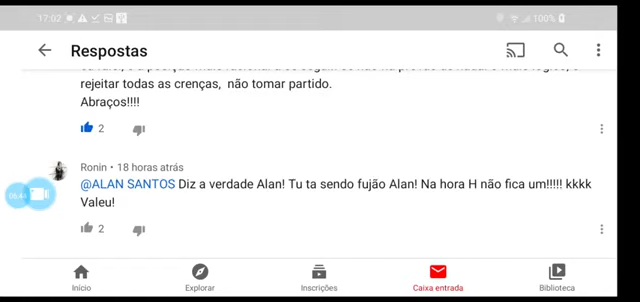 17:02
100%
Respostas
rejeitar todas as crenças, não tomar partido.
Abraços!!!!
2
Ronin • 18 horas atrás
@ALAN SANTOS Diz a verdade Alan! Tu ta sendo fujão Alan! Na hora H não fica um!!!!! kkkk
Valeu!
2
Início
Explorar
Inscrições
Caixa entrada
Biblioteca